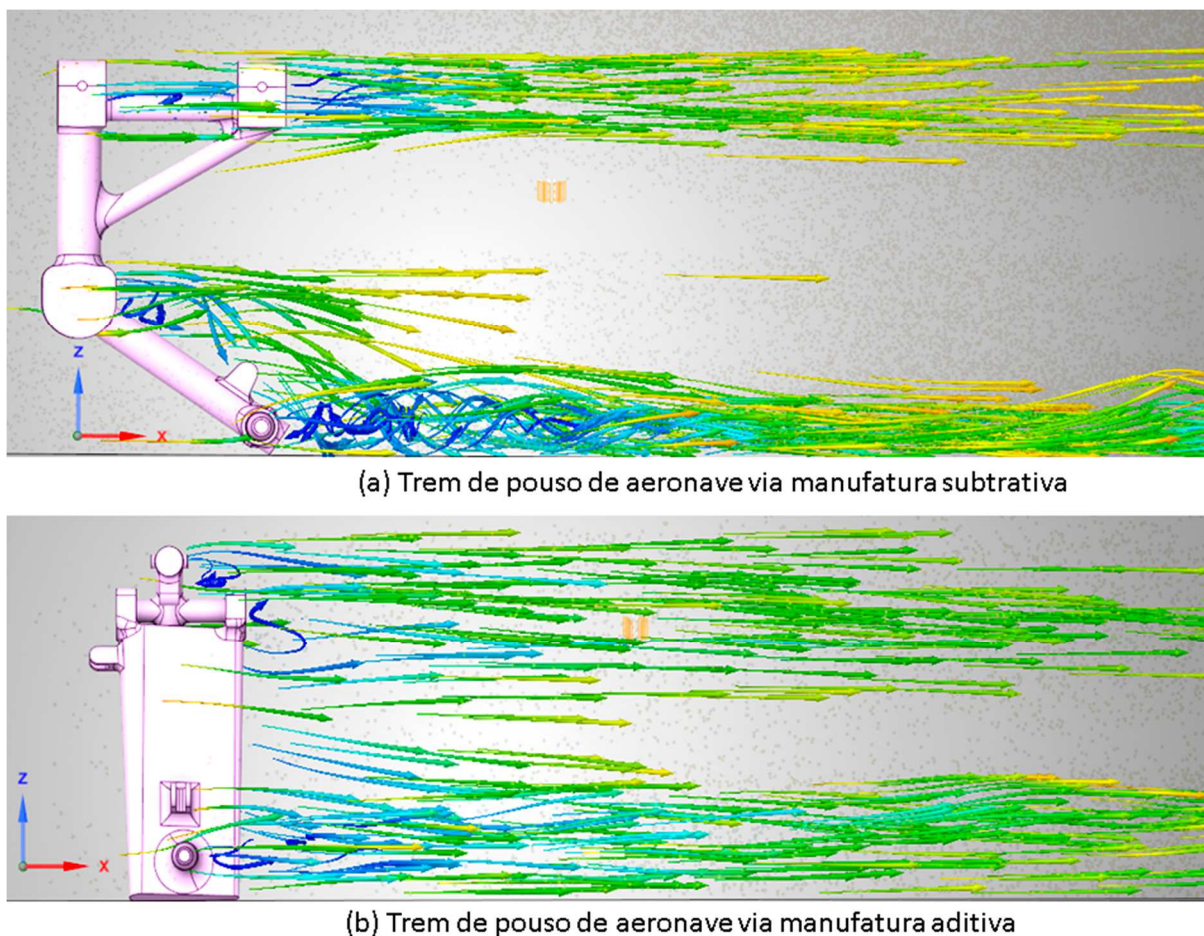 z
x
(a) Trem de pouso de aeronave via manufatura subtrativa
z
x
(b) Trem de pouso de aeronave via manufatura aditiva